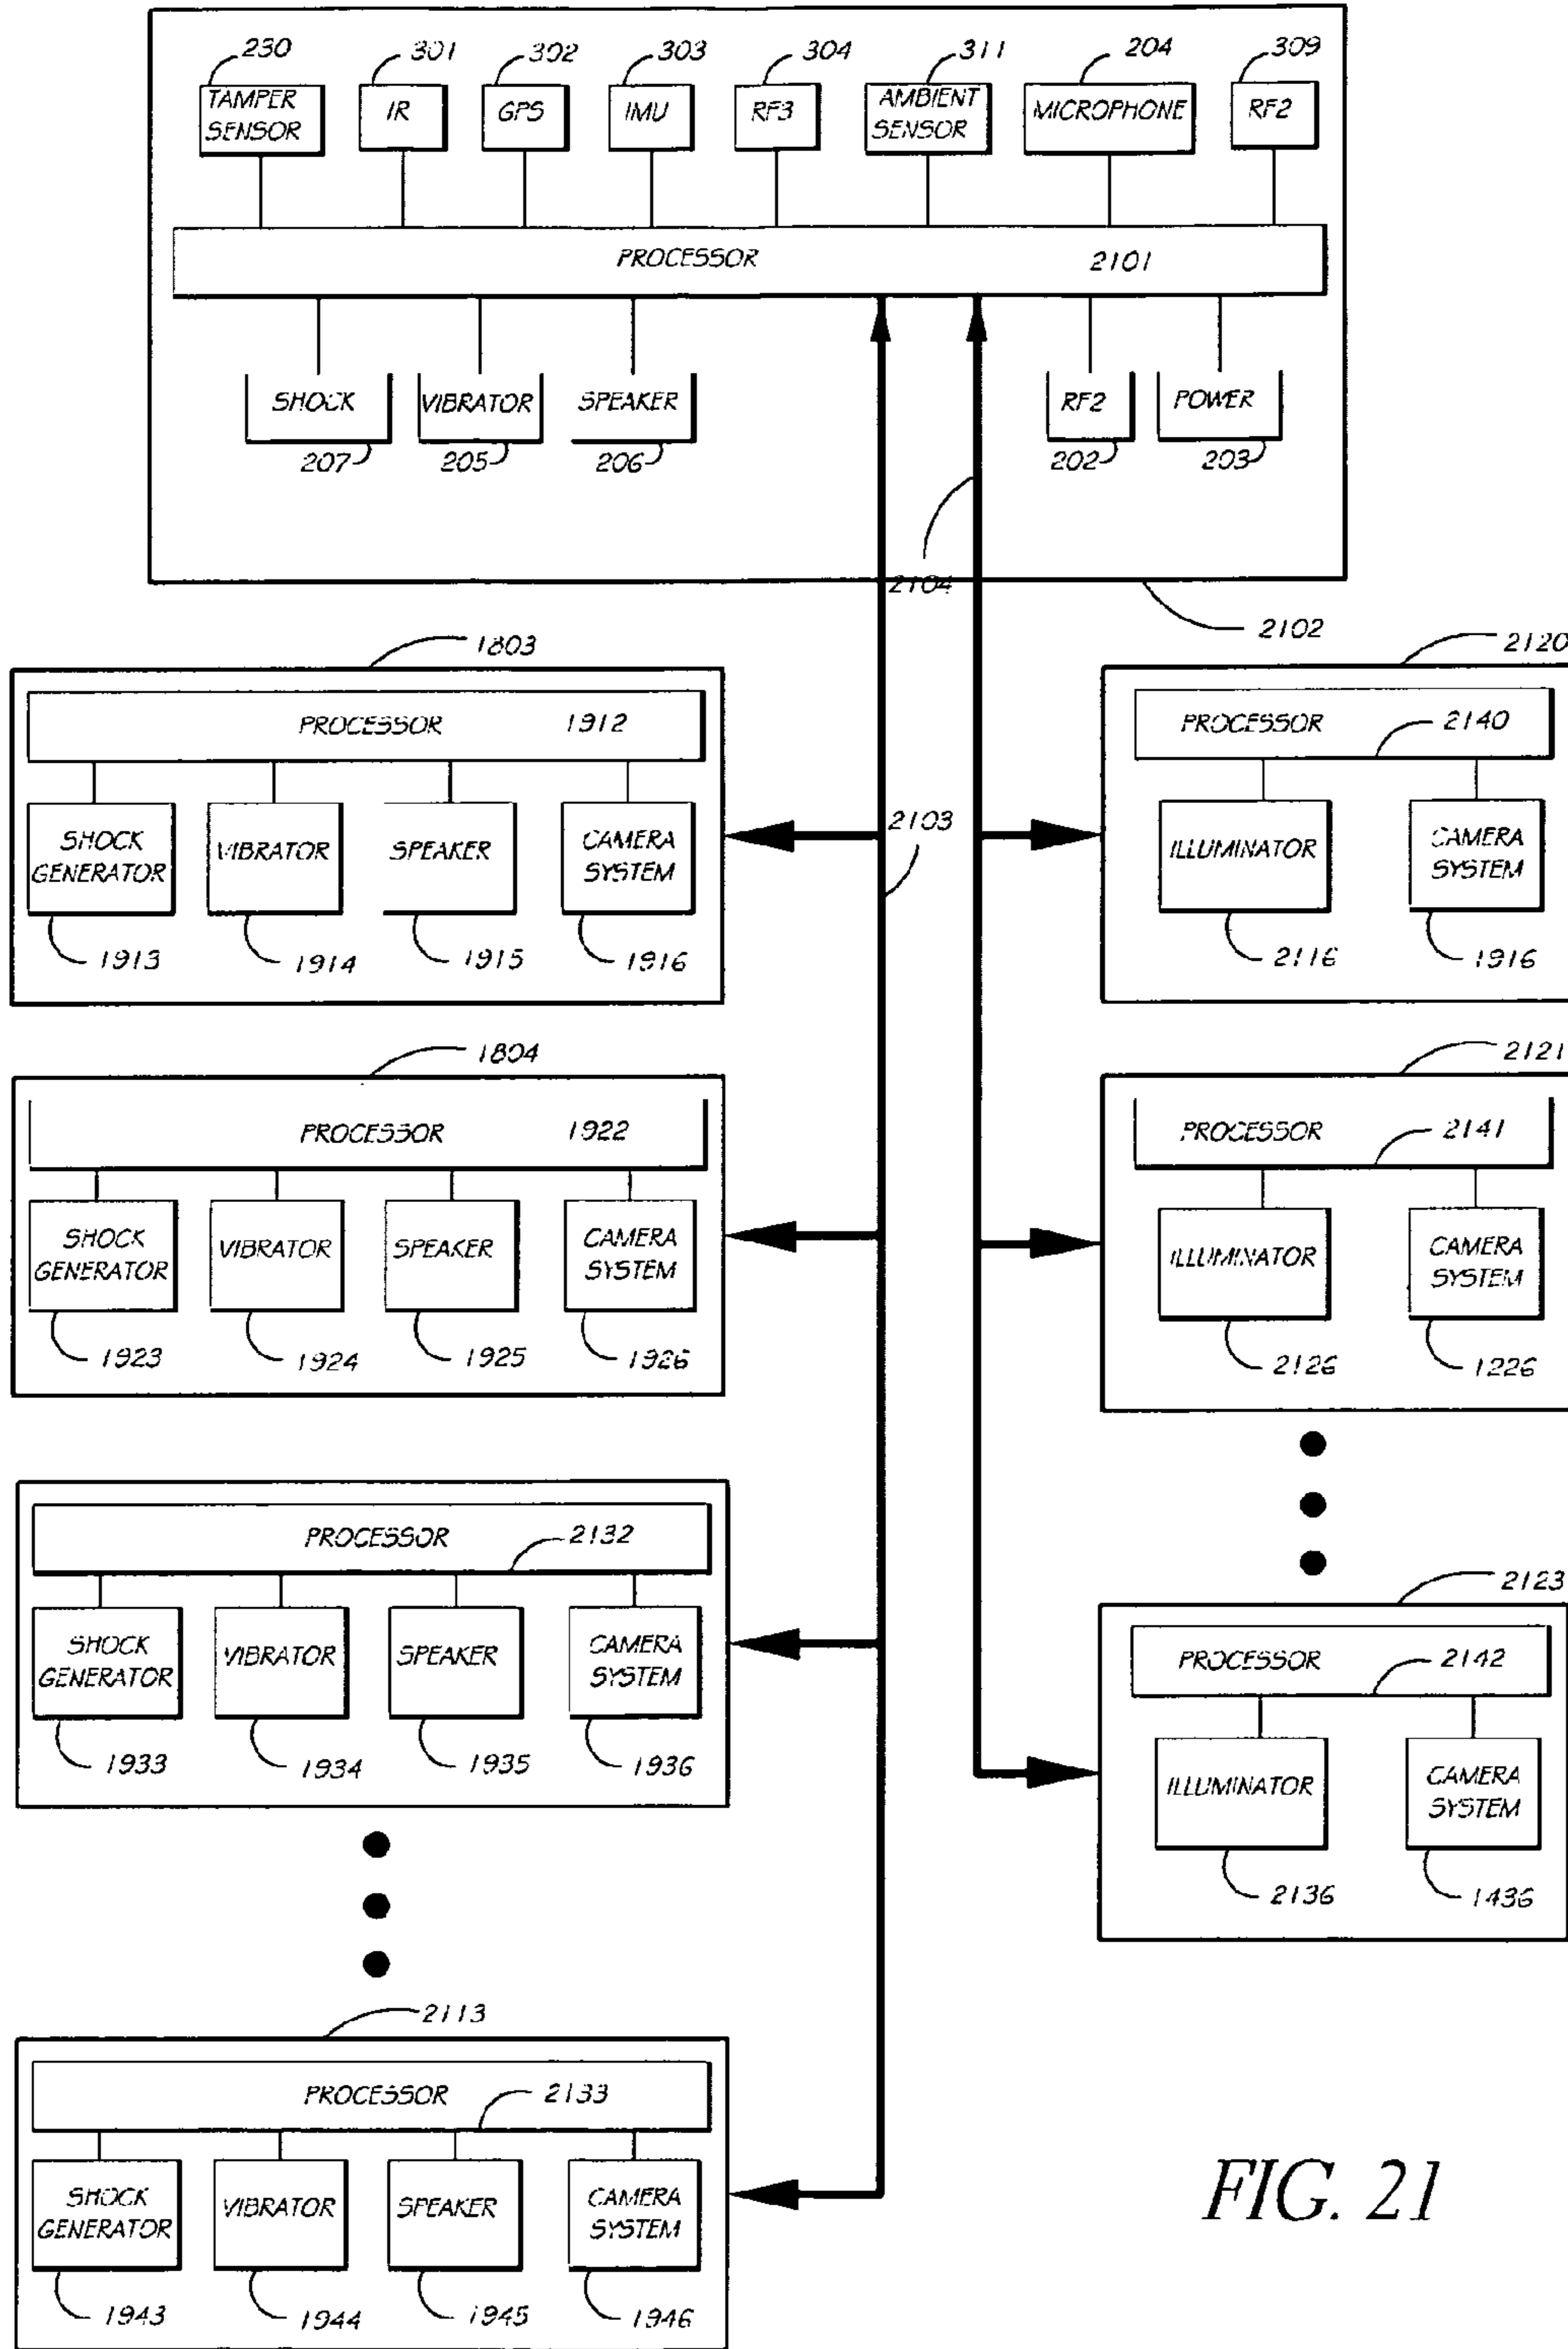 230 301 302 303 304 311 204 309
TAMPER SENSOR IR GPS IMU RF3 AMBIENT SENSOR MICROPHONE RF2
PROCESSOR 2101
SHOCK VIBRATOR SPEAKER RF2 POWER
207 205 206 202 203
2104
2102
1803
PROCESSOR 1912
SHOCK GENERATOR VIBRATOR SPEAKER CAMERA SYSTEM
1913 1914 1915 1916
2103
2120
PROCESSOR 2140
ILLUMINATOR CAMERA SYSTEM
2116 1916
1804
PROCESSOR 1922
SHOCK GENERATOR VIBRATOR SPEAKER CAMERA SYSTEM
1923 1924 1925 1926
2121
PROCESSOR 2141
ILLUMINATOR CAMERA SYSTEM
2126 1226
PROCESSOR 2132
SHOCK GENERATOR VIBRATOR SPEAKER CAMERA SYSTEM
1933 1934 1935 1936
2123
PROCESSOR 2142
ILLUMINATOR CAMERA SYSTEM
2136 1436
2113
PROCESSOR 2133
SHOCK GENERATOR VIBRATOR SPEAKER CAMERA SYSTEM
1943 1944 1945 1946
FIG. 21